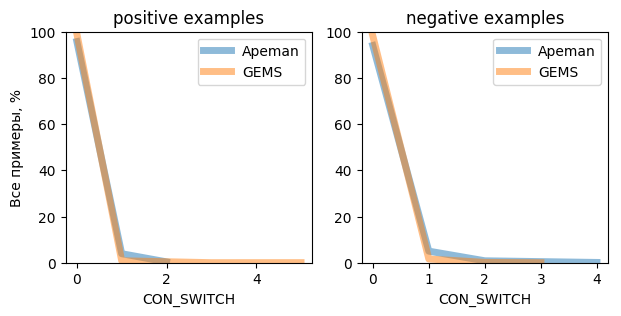 positive examples
100
80
60
40
20
0
Все примеры, %
Apeman
GEMS
0 2 4
CON_SWITCH
negative examples
100
80
60
40
20
0
Apeman
GEMS
0 1 2 3 4
CON_SWITCH